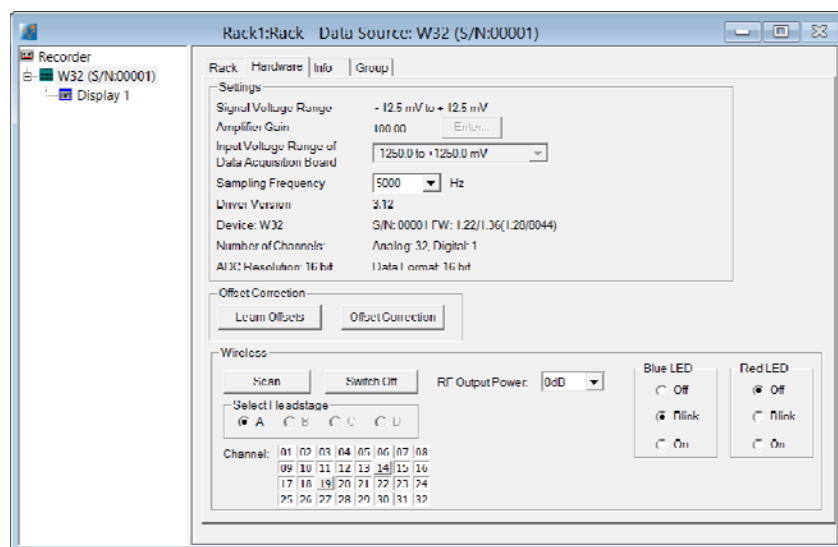 Rack1:Rack Data Source: W32 (S/N:00001)
Recorder
W32 (S/N:00001)
Display 1
Rack Hardware Info Group
Settings
Signal Voltage Range - 12.5 mV to + 12.5 mV
Amplifier Gain 100.00 Enter...
Input Voltage Range of
Data Acquisition Board
1250.0 to +1250.0 mV
Sampling Frequency 5000 Hz
Driver Version 3.12
Device: W32 S/N: 00001 FW: 1.22/1.36(1.28/8044)
Number of Channels: Analog: 32, Digital: 1
ADC Resolution: 16 bit Data Format: 16 bit
Offset Correction
Learn Offsets Offset Correction
Wireless
Scan Switch Off RF Output Power: 0dB
Select Headstage
A B C D
Channel: 01 02 03 04 05 06 07 08
09 10 11 12 13 14 15 16
17 18 19 20 21 22 23 24
25 26 27 28 29 30 31 32
Blue LED
Off
Blink
On
Red LED
Off
Blink
On